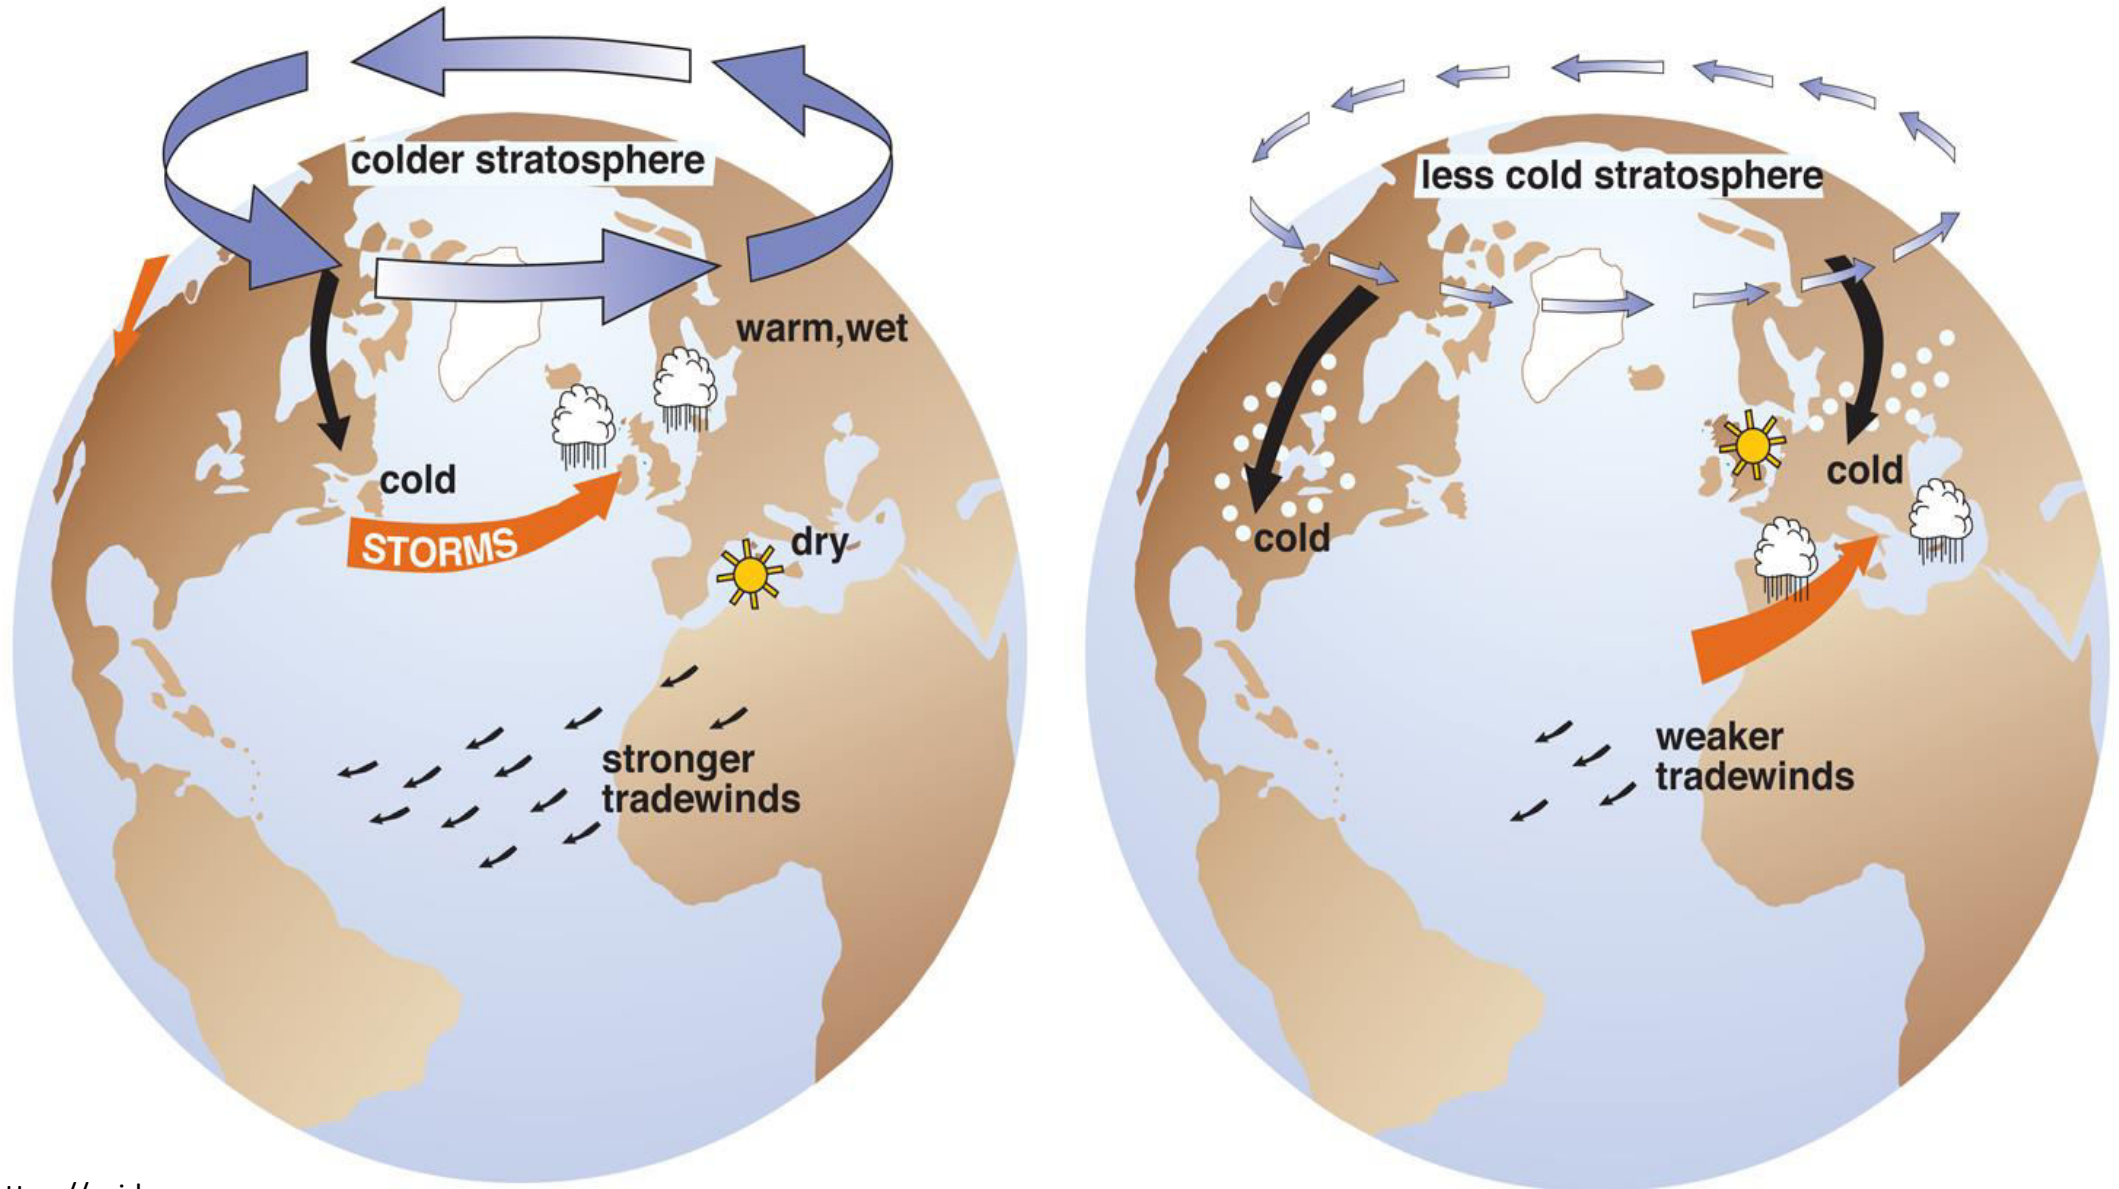 colder stratosphere
warm,wet
cold
STORMS
dry
stronger
tradewinds
less cold stratosphere
cold
cold
weaker
tradewinds